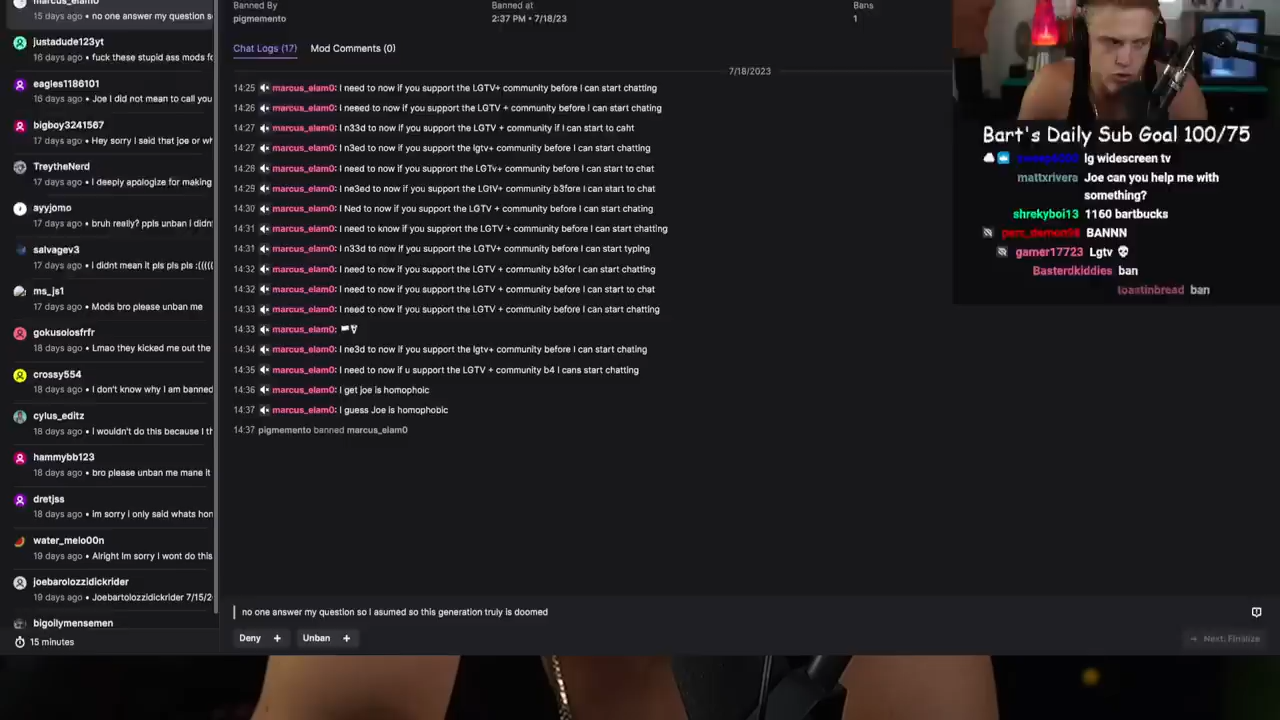 marcus_elam0
15 days ago • no one answer my question s
justadude123yt
16 days ago • fuck these stupid ass mods f
eagles1186101
16 days ago • Joe I did not mean to call you
bigboy3241567
17 days ago • Hey sorry I said that joe or wh
TreytheNerd
17 days ago • I deeply apologize for making
ayyjomo
17 days ago • bruh really? ppls unban I didn
salvagev3
17 days ago • I didnt mean it pls pls pls :(((((
ms_js1
17 days ago • Mods bro please unban me
gokusolosfrfr
18 days ago • Lmao they kicked me out the
crossy554
18 days ago • I don't know why I am banned
cylus_editz
18 days ago • I wouldn't do this because I th
hammybb123
18 days ago • bro please unban me mane it
dretjss
18 days ago • im sorry i only said whats hon
water_melo00n
19 days ago • Alright Im sorry I wont do this
joebarolozzidickrider
19 days ago • Joebartolozzidickrider 7/15/2
bigoilymensemen
15 minutes
Banned By
pigmemento
Banned at
2:37 PM • 7/18/23
Bans
1
Chat Logs (17)
Mod Comments (0)
7/18/2023
14:25 marcus_elam0: I need to now if you support the LGTV+ community before I can start chatting
14:26 marcus_elam0: I neeed to now if you support the LGTV + community before I can start chating
14:27 marcus_elam0: I n33d to now if you support the LGTV + community if I can start to caht
14:27 marcus_elam0: I n3ed to now if you support the lgtv+ community before I can start chatting
14:28 marcus_elam0: I need to now if you support the LGTV + community before I can start to chat
14:29 marcus_elam0: I ne3ed to now if you support the LGtV+ community b3fore I can start to chat
14:30 marcus_elam0: I Ned to now if you support the LGTV + community before I can start chating
14:31 marcus_elam0: I need to know if you support the LGTV + community before I can start chatting
14:31 marcus_elam0: I n33d to now if you support the LGTV+ community before I can start typing
14:32 marcus_elam0: I need to now if you support the LGTV + community b3for I can start chatting
14:32 marcus_elam0: I need to now if you support the LGTV + community before I can start to chat
14:33 marcus_elam0: I need to now if you support the LGTV + community before I can start chatting
14:33 marcus_elam0:
14:34 marcus_elam0: I ne3d to now if you support the lgtv+ community before I can start chating
14:35 marcus_elam0: I need to now if u support the LGTV + community b4 I cans start chatting
14:36 marcus_elam0: I get joe is homophoic
14:37 marcus_elam0: I guess Joe is homophobic
14:37 pigmemento banned marcus_elam0
no one answer my question so I asumed so this generation truly is doomed
Deny +
Unban +
→ Next: Finalize
Bart's Daily Sub Goal 100/75
lg widescreen tv
mattxrivera Joe can you help me with
something?
shrekyboi13 1160 bartbucks
BANNN
gamer17723 Lgtv 💀
Basterdkiddies ban
toastinbread ban